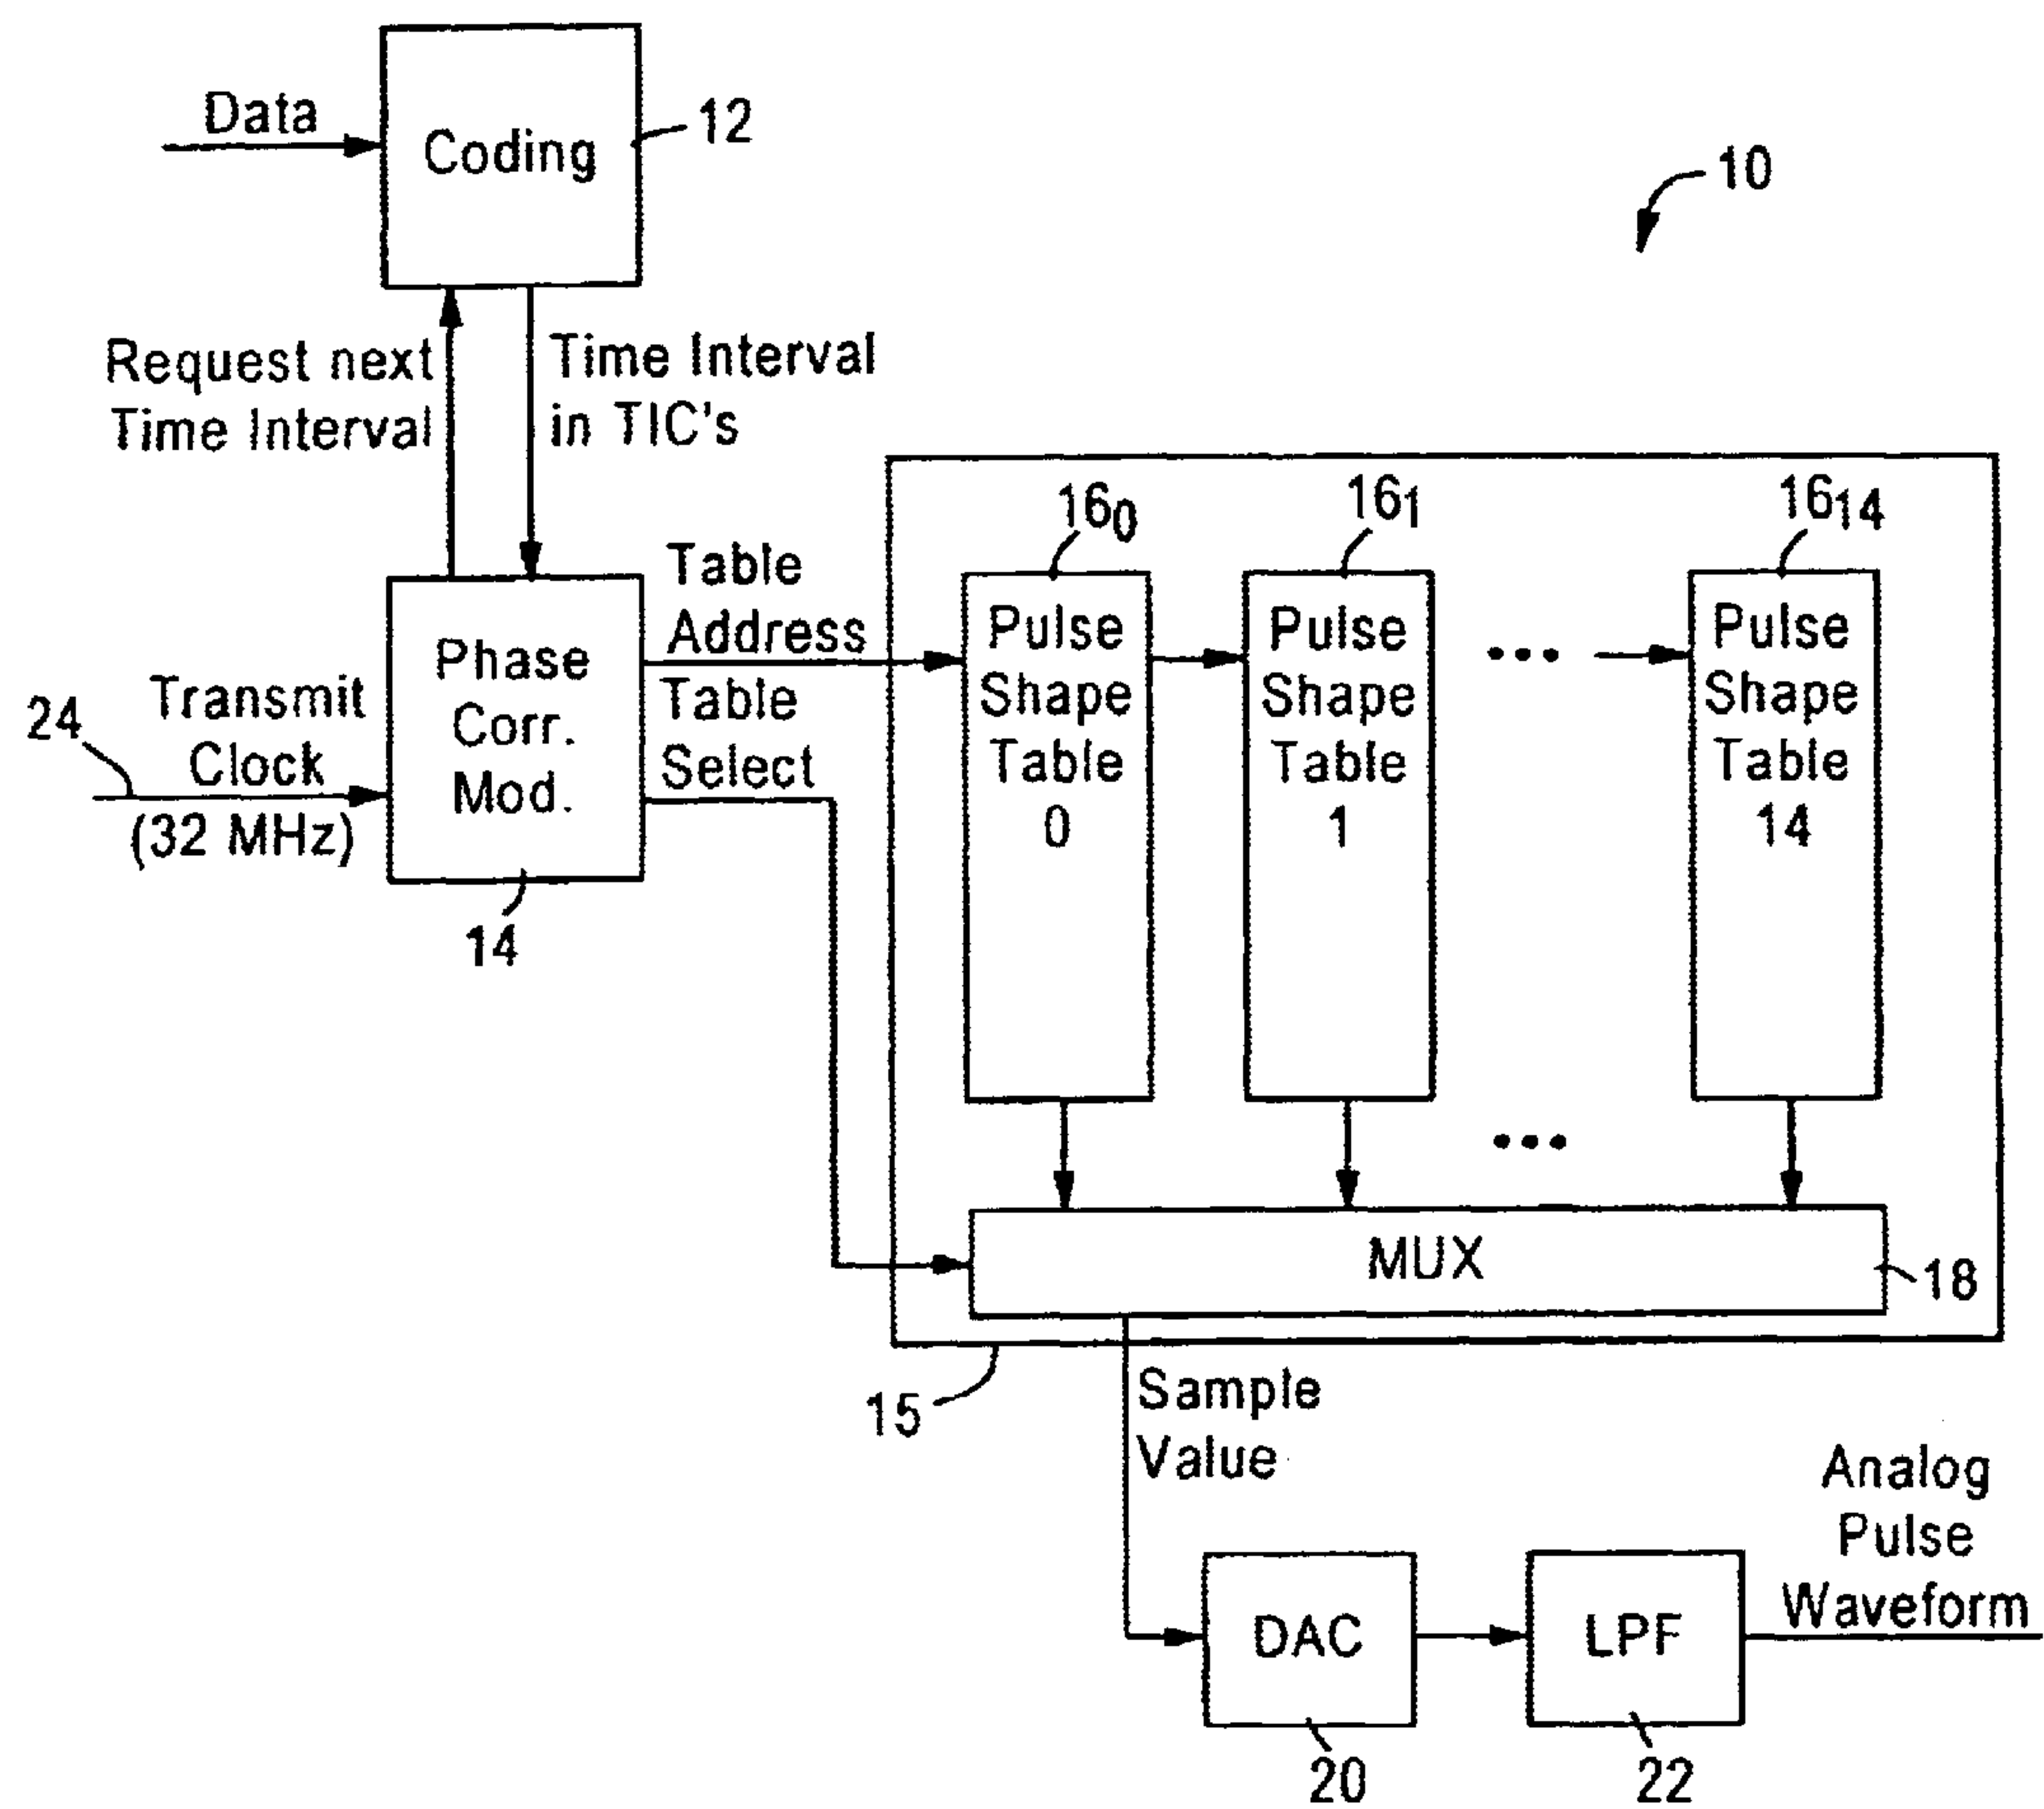 Data
Coding
12
10
Request next
Time Interval
Time Interval
in TIC's
24
Transmit
Clock
(32 MHz)
Phase
Corr.
Mod.
14
Table
Address
Table
Select
16₀
Pulse
Shape
Table
0
16₁
Pulse
Shape
Table
1
16₁₄
Pulse
Shape
Table
14
MUX
18
15
Sample
Value
DAC
20
LPF
22
Analog
Pulse
Waveform